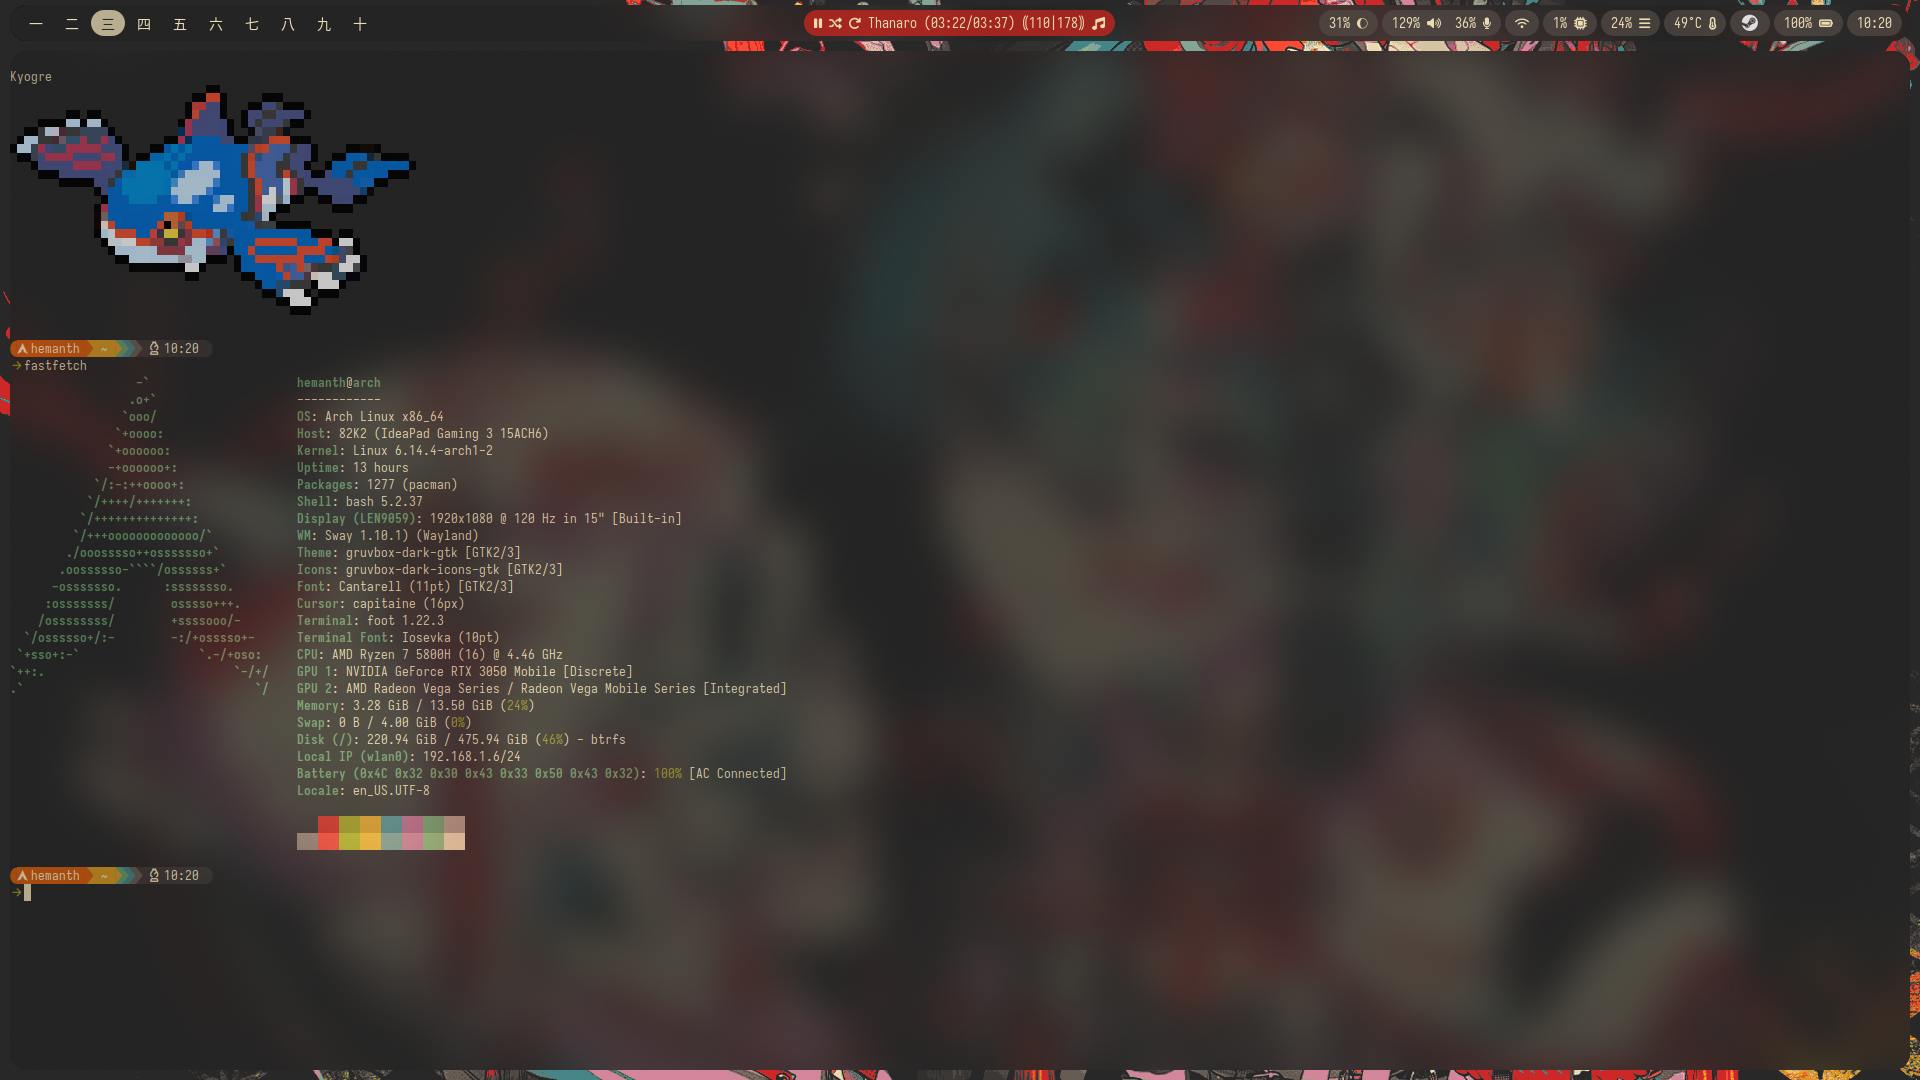 一 二 三 四 五 六 七 八 九 十
Thanaro (03:22/03:37) ⟪110|178⟫
31% 129% 36% 1% 24% 49°C 100% 10:20
Kyogre
hemanth ~ 10:20
→fastfetch
-`
.o+`
`ooo/
`+oooo:
`+oooooo:
-+oooooo+:
`/:-:++oooo+:
`/++++/+++++++:
`/++++++++++++++:
`/+++ooooooooooooo/`
./ooosssso++osssssso+`
.oossssso-````/ossssss+`
-osssssso.      :ssssssso.
:osssssss/        osssso+++.
/ossssssss/        +ssssooo/-
`/ossssso+/:-        -:/+osssso+-
`+sso+:-`                 `.-/+oso:
`++:.                           `-/+/
.`                                 `/
hemanth@arch
------------
OS: Arch Linux x86_64
Host: 82K2 (IdeaPad Gaming 3 15ACH6)
Kernel: Linux 6.14.4-arch1-2
Uptime: 13 hours
Packages: 1277 (pacman)
Shell: bash 5.2.37
Display (LEN9059): 1920x1080 @ 120 Hz in 15" [Built-in]
WM: Sway 1.10.1) (Wayland)
Theme: gruvbox-dark-gtk [GTK2/3]
Icons: gruvbox-dark-icons-gtk [GTK2/3]
Font: Cantarell (11pt) [GTK2/3]
Cursor: capitaine (16px)
Terminal: foot 1.22.3
Terminal Font: Iosevka (10pt)
CPU: AMD Ryzen 7 5800H (16) @ 4.46 GHz
GPU 1: NVIDIA GeForce RTX 3050 Mobile [Discrete]
GPU 2: AMD Radeon Vega Series / Radeon Vega Mobile Series [Integrated]
Memory: 3.28 GiB / 13.50 GiB (24%)
Swap: 0 B / 4.00 GiB (0%)
Disk (/): 220.94 GiB / 475.94 GiB (46%) - btrfs
Local IP (wlan0): 192.168.1.6/24
Battery (0x4C 0x32 0x30 0x43 0x33 0x50 0x43 0x32): 100% [AC Connected]
Locale: en_US.UTF-8
hemanth ~ 10:20
→